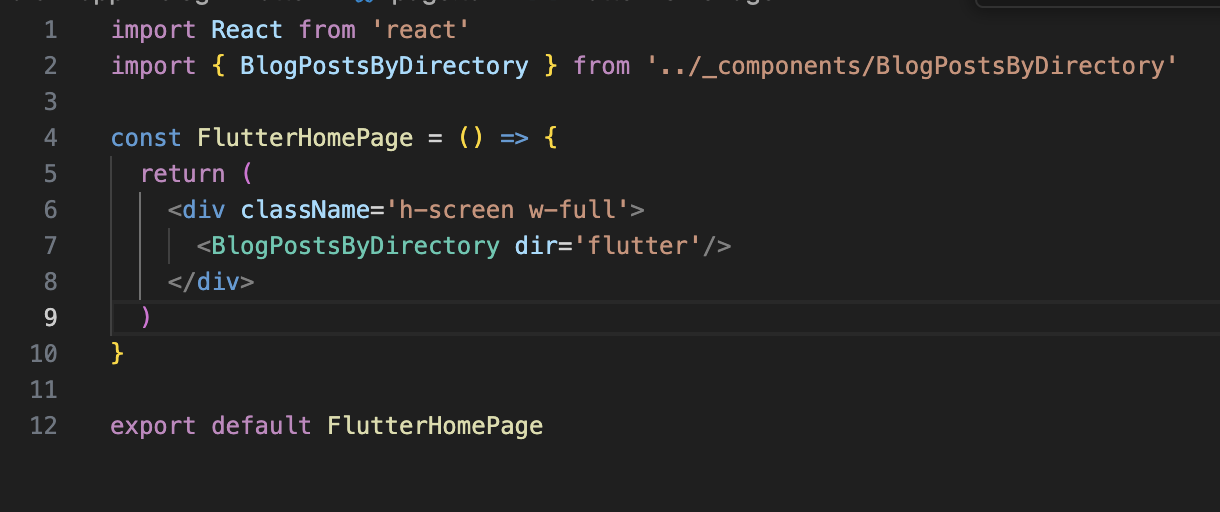 1 import React from 'react'
2 import { BlogPostsByDirectory } from '../_components/BlogPostsByDirectory'
3
4 const FlutterHomePage = () => {
5 return (
6 <div className='h-screen w-full'>
7 <BlogPostsByDirectory dir='flutter'/>
8 </div>
9 )
10 }
11
12 export default FlutterHomePage